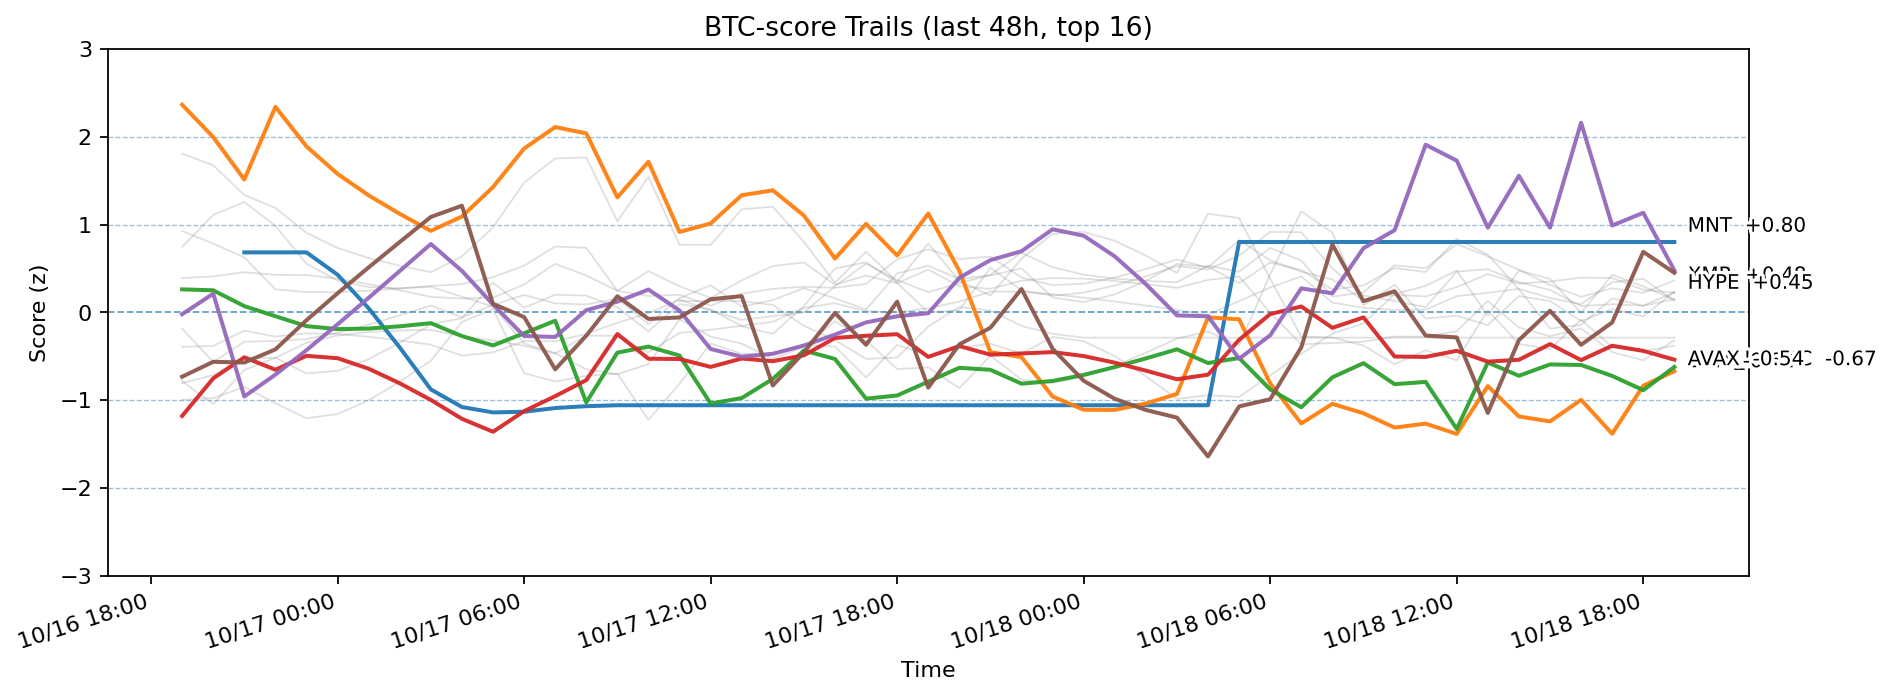 BTC-score Trails (last 48h, top 16)
3
2
1
0
−1
−2
−3
Score (z)
MNT +0.80
HYPE +0.45
AVAX -0.54
-0.67
10/16 18:00
10/17 00:00
10/17 06:00
10/17 12:00
10/17 18:00
10/18 00:00
10/18 06:00
10/18 12:00
10/18 18:00
Time